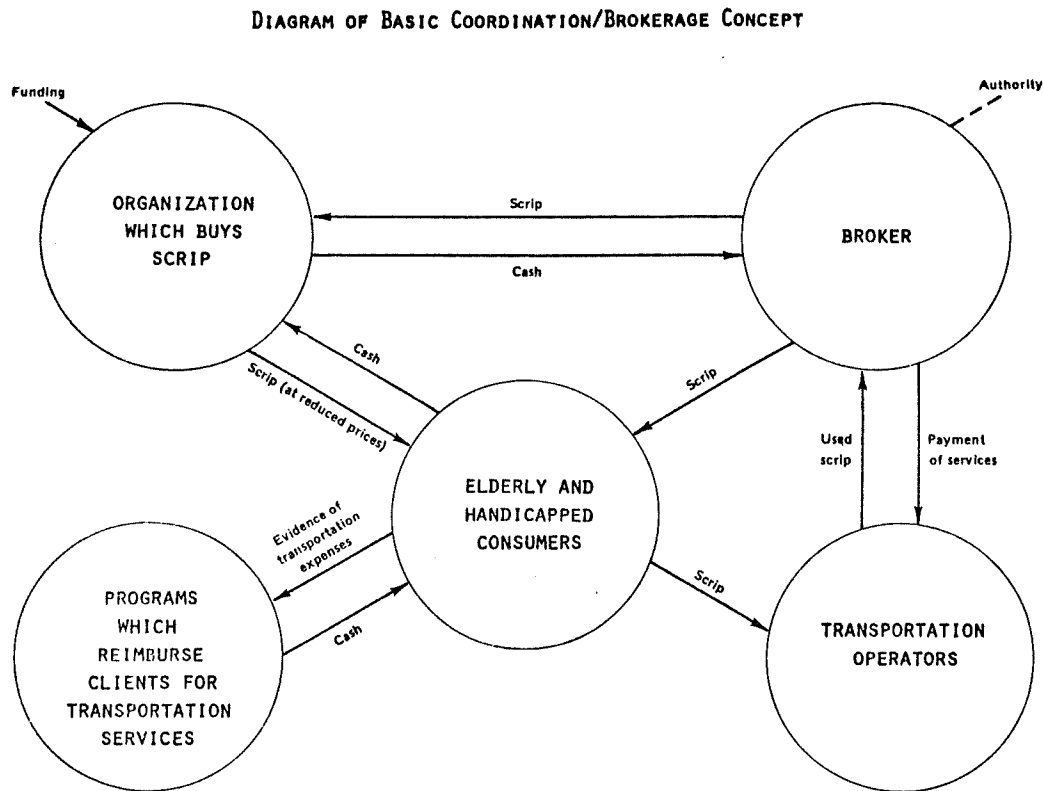 DIAGRAM OF BASIC COORDINATION/BROKERAGE CONCEPT
Funding
Authority
ORGANIZATION
WHICH BUYS
SCRIP
Scrip
Cash
BROKER
Cash
Scrip (at reduced prices)
Scrip
Used
scrip
Payment
of services
ELDERLY AND
HANDICAPPED
CONSUMERS
Evidence of
transportation
expenses
Cash
Scrip
PROGRAMS
WHICH
REIMBURSE
CLIENTS FOR
TRANSPORTATION
SERVICES
TRANSPORTATION
OPERATORS